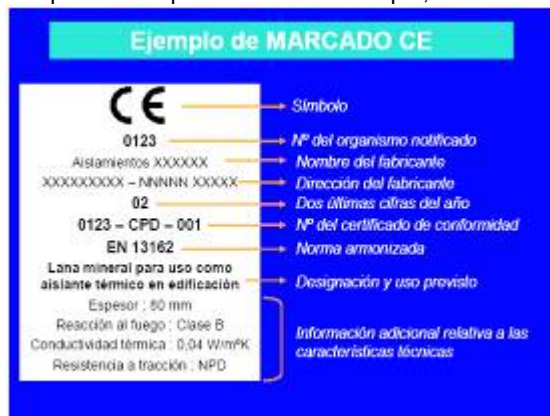 Ejemplo de MARCADO CE
CE
Símbolo
0123
Nº del organismo notificado
Aislamientos XXXXXX
Nombre del fabricante
XXXXXXXXX – NNNNN XXXXX
Dirección del fabricante
02
Dos últimas cifras del año
0123 – CPD – 001
Nº del certificado de conformidad
EN 13162
Norma armonizada
Lana mineral para uso como
aislante térmico en edificación
Designación y uso previsto
Espesor : 60 mm
Reacción al fuego : Clase B
Conductividad térmica : 0,04 W/mºK
Resistencia a tracción : NPD
Información adicional relativa a las
características técnicas